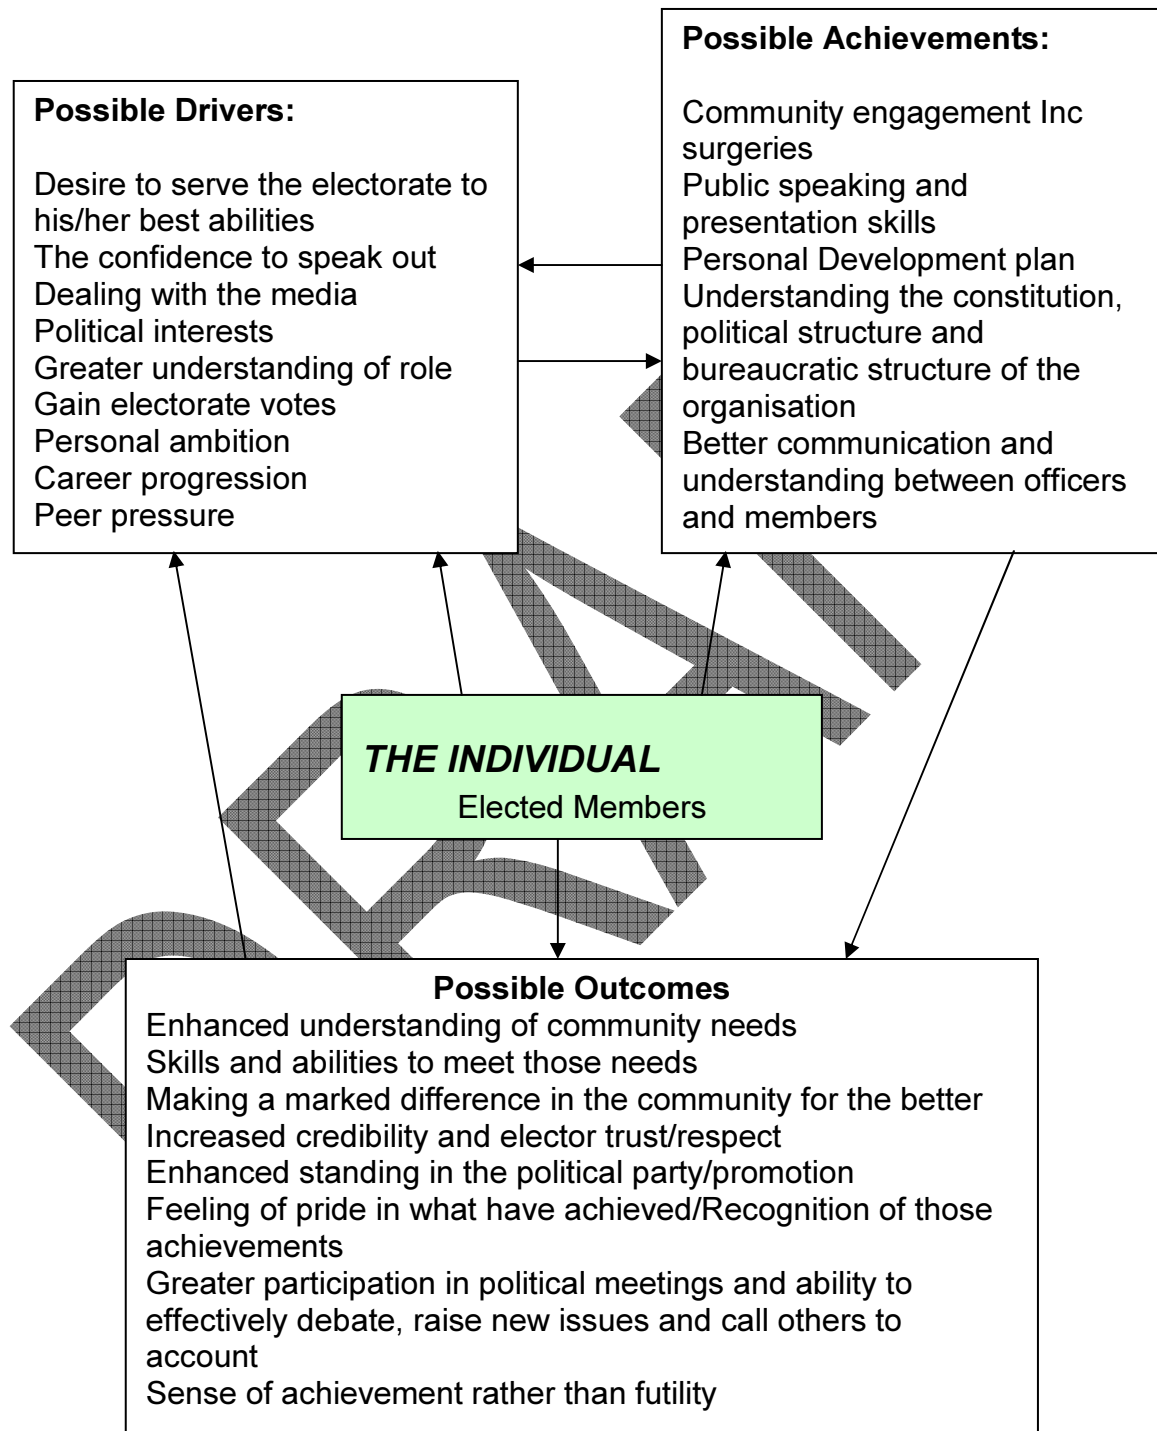 Possible Drivers:
Desire to serve the electorate to
his/her best abilities
The confidence to speak out
Dealing with the media
Political interests
Greater understanding of role
Gain electorate votes
Personal ambition
Career progression
Peer pressure
Possible Achievements:
Community engagement Inc
surgeries
Public speaking and
presentation skills
Personal Development plan
Understanding the constitution,
political structure and
bureaucratic structure of the
organisation
Better communication and
understanding between officers
and members
THE INDIVIDUAL
Elected Members
Possible Outcomes
Enhanced understanding of community needs
Skills and abilities to meet those needs
Making a marked difference in the community for the better
Increased credibility and elector trust/respect
Enhanced standing in the political party/promotion
Feeling of pride in what have achieved/Recognition of those
achievements
Greater participation in political meetings and ability to
effectively debate, raise new issues and call others to
account
Sense of achievement rather than futility
DRAFT